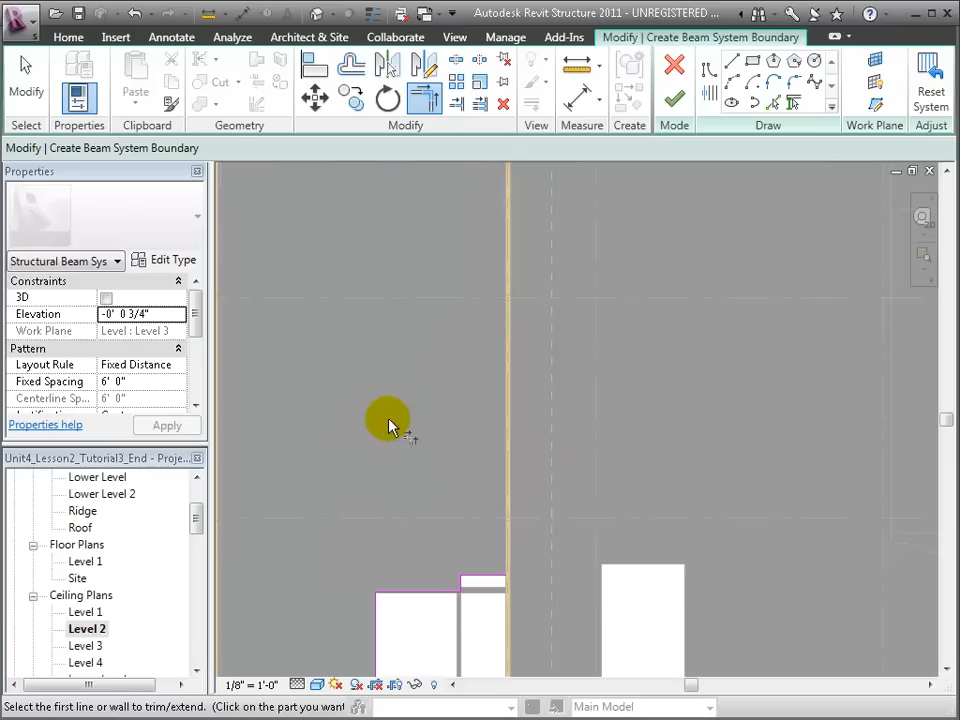 Autodesk Revit Structure 2011 - UNREGISTERED ...
Home Insert Annotate Analyze Architect & Site Collaborate View Manage Add-Ins Modify | Create Beam System Boundary
Modify Paste Cut Reset System
Select Properties Clipboard Geometry Modify View Measure Create Mode Draw Work Plane Adjust
Modify | Create Beam System Boundary
Properties
Structural Beam Sys Edit Type
Constraints
3D
Elevation -0' 0 3/4"
Work Plane Level : Level 3
Pattern
Layout Rule Fixed Distance
Fixed Spacing 6' 0"
Centerline Sp... 6' 0"
Properties help Apply
Unit4_Lesson2_Tutorial3_End - Proje...
Lower Level
Lower Level 2
Ridge
Roof
Floor Plans
Level 1
Site
Ceiling Plans
Level 1
Level 2
Level 3
Level 4
1/8" = 1'-0"
Select the first line or wall to trim/extend. (Click on the part you want Main Model